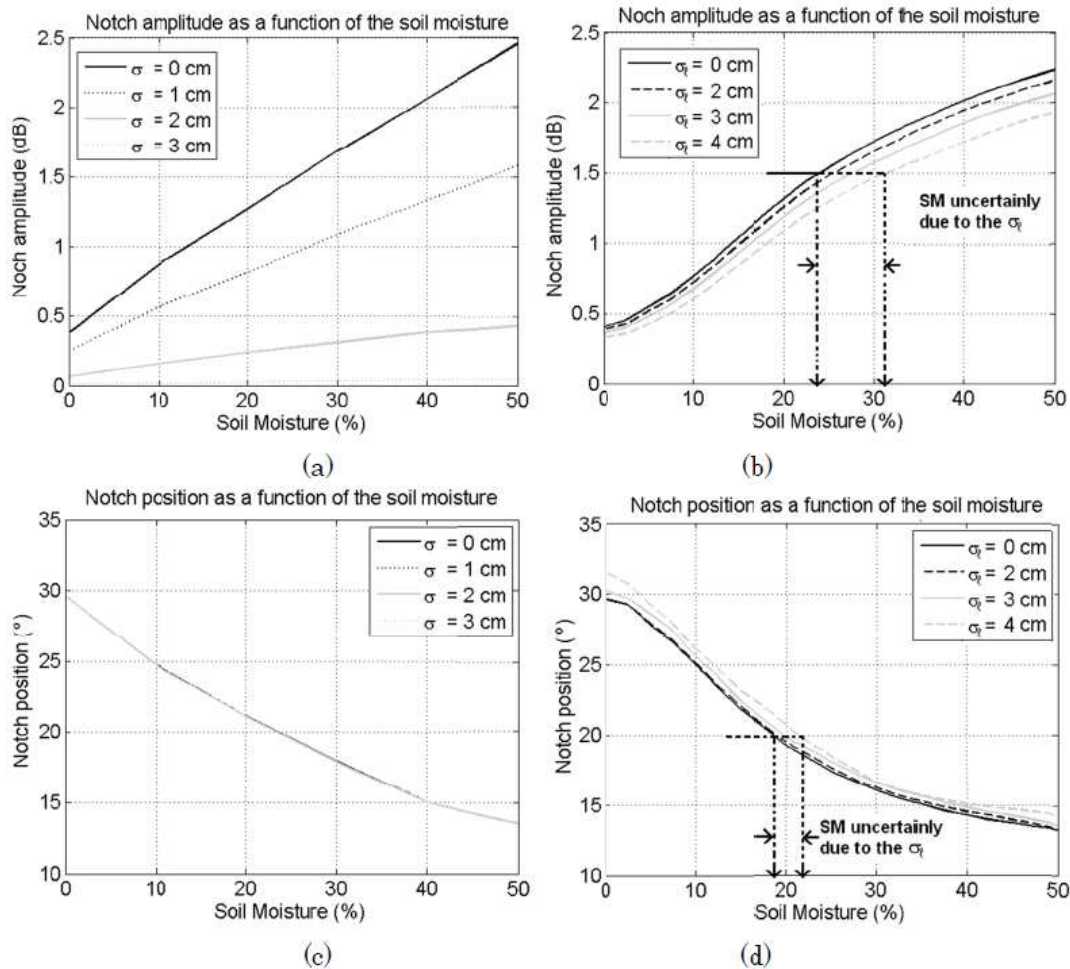 Notch amplitude as a function of the soil moisture
Noch amplitude (dB)
2.5
2
1.5
1
0.5
0
σ = 0 cm
σ = 1 cm
σ = 2 cm
σ = 3 cm
0 10 20 30 40 50
Soil Moisture (%)
(a)
Noch amplitude as a function of the soil moisture
Noch amplitude (dB)
2.5
2
1.5
1
0.5
0
σℓ = 0 cm
σℓ = 2 cm
σℓ = 3 cm
σℓ = 4 cm
SM uncertainly
due to the σℓ
0 10 20 30 40 50
Soil Moisture (%)
(b)
Notch pcsition as a function of the soil moisture
Notch position (°)
35
30
25
20
15
10
σ = 0 cm
σ = 1 cm
σ = 2 cm
σ = 3 cm
0 10 20 30 40 50
Soil Moisture (%)
(c)
Notch position as a function of the soil moisture
Notch position (°)
35
30
25
20
15
10
σℓ = 0 cm
σℓ = 2 cm
σℓ = 3 cm
σℓ = 4 cm
SM uncertainly
due to the σℓ
0 10 20 30 40 50
Soil Moisture (%)
(d)